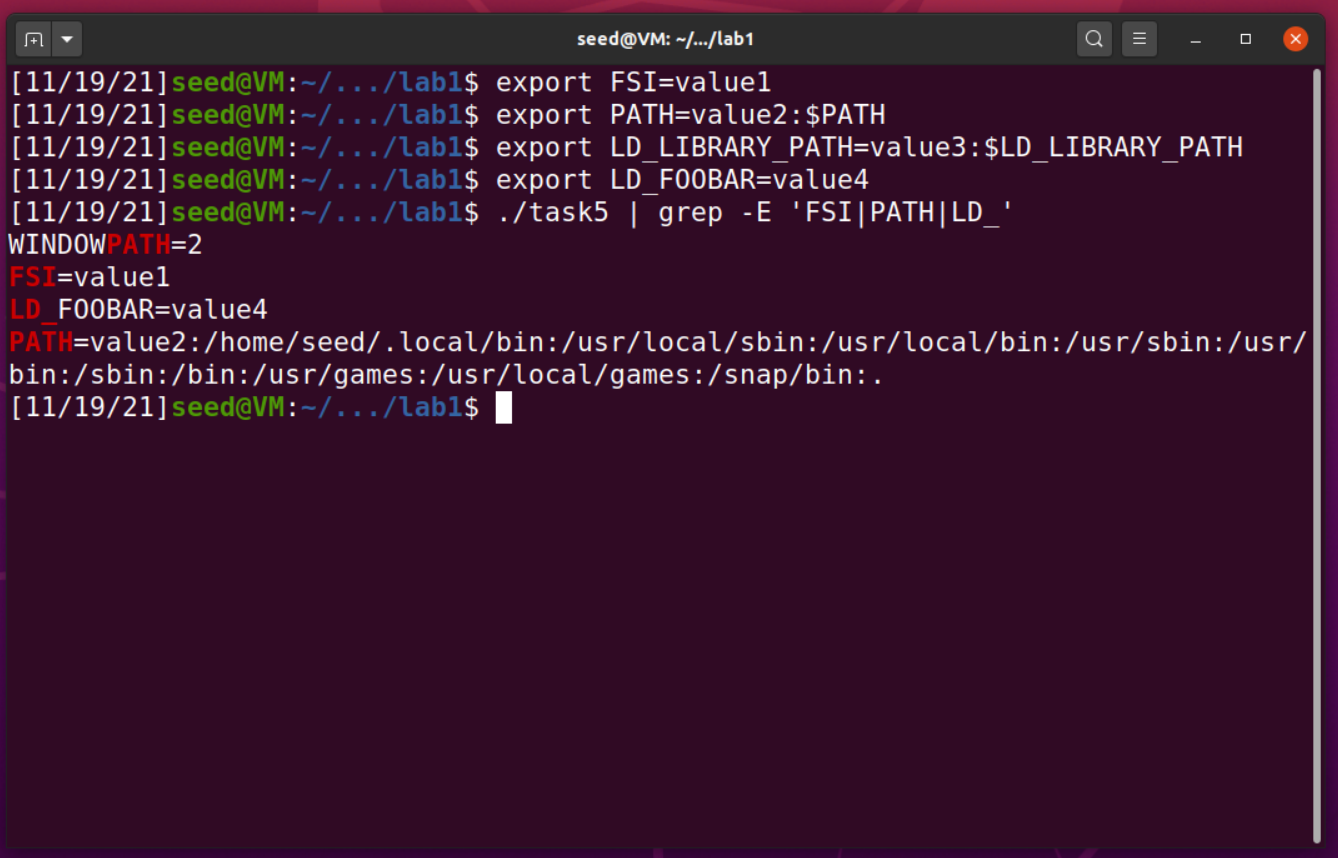 seed@VM: ~/.../lab1
[11/19/21]seed@VM:~/.../lab1$ export FSI=value1
[11/19/21]seed@VM:~/.../lab1$ export PATH=value2:$PATH
[11/19/21]seed@VM:~/.../lab1$ export LD_LIBRARY_PATH=value3:$LD_LIBRARY_PATH
[11/19/21]seed@VM:~/.../lab1$ export LD_FOOBAR=value4
[11/19/21]seed@VM:~/.../lab1$ ./task5 | grep -E 'FSI|PATH|LD_'
WINDOWPATH=2
FSI=value1
LD_FOOBAR=value4
PATH=value2:/home/seed/.local/bin:/usr/local/sbin:/usr/local/bin:/usr/sbin:/usr/
bin:/sbin:/bin:/usr/games:/usr/local/games:/snap/bin:.
[11/19/21]seed@VM:~/.../lab1$